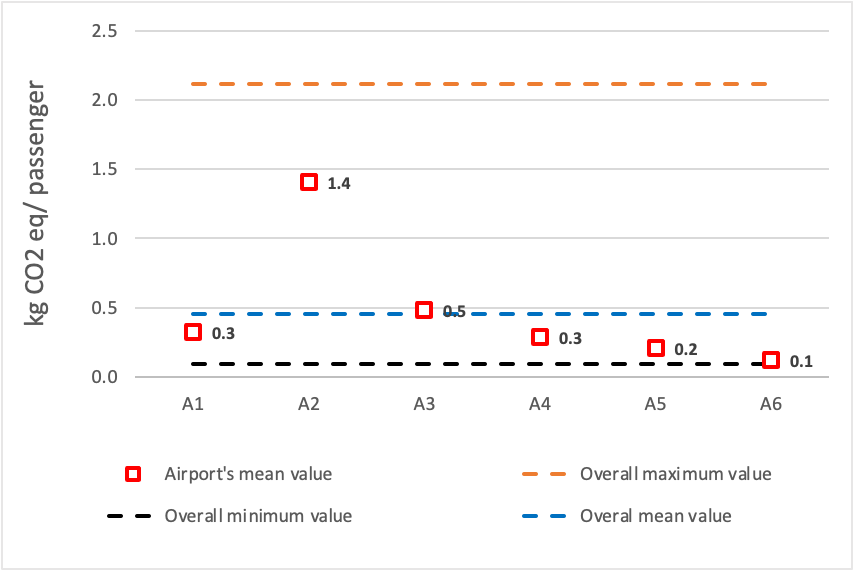 2.5
2.0
1.5
1.0
0.5
0.0
kg CO2 eq/ passenger
1.4
0.3
0.5
0.3
0.2
0.1
A1 A2 A3 A4 A5 A6
Airport's mean value
Overall maximum value
Overall minimum value
Overal mean value